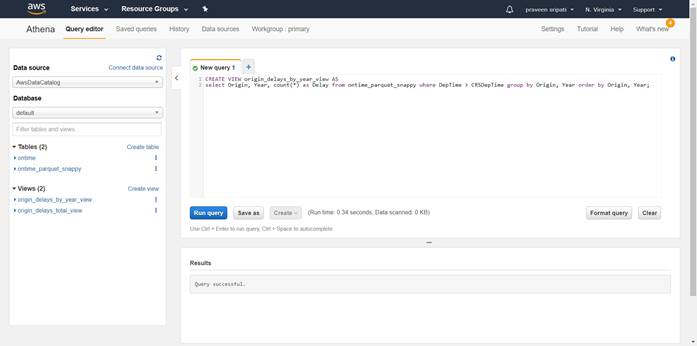 aws
Services
Resource Groups
praveen sripati
N. Virginia
Support
Athena
Query editor
Saved queries
History
Data sources
Workgroup : primary
Settings
Tutorial
Help
What's new
4
Data source
Connect data source
AwsDataCatalog
Database
default
Filter tables and views...
Tables (2)
Create table
ontime
ontime_parquet_snappy
Views (2)
Create view
origin_delays_by_year_view
origin_delays_total_view
New query 1
+
1 CREATE VIEW origin_delays_by_year_view AS
2 select Origin, Year, count(*) as Delay from ontime_parquet_snappy where DepTime > CRSDepTime group by Origin, Year order by Origin, Year;
Run query
Save as
Create
(Run time: 0.34 seconds, Data scanned: 0 KB)
Format query
Clear
Use Ctrl + Enter to run query, Ctrl + Space to autocomplete
Results
Query successful.